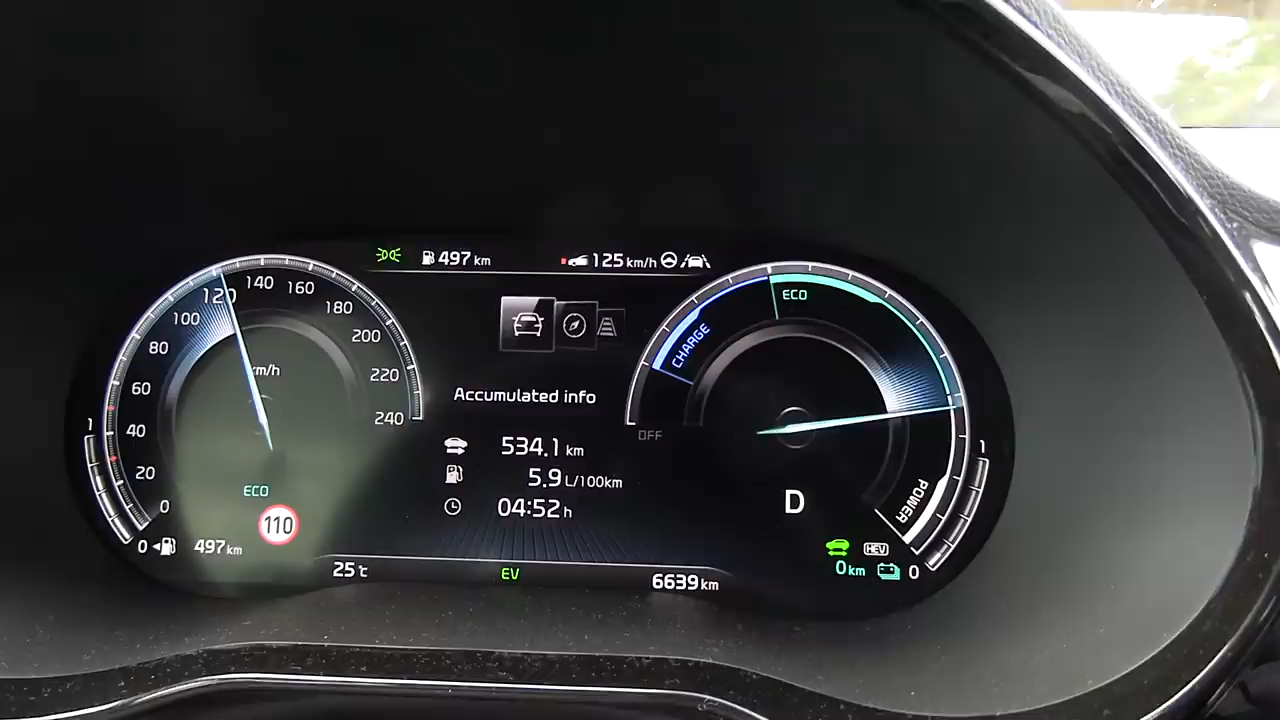 497 km
125 km/h
140
160
120
180
100
200
80
220
60
240
40
20
0
km/h
ECO
110
1
0
497 km
Accumulated info
534.1 km
5.9 L/100km
04:52 h
25 °C
EV
6639 km
CHARGE
ECO
OFF
POWER
D
1
HEV
0 km
0